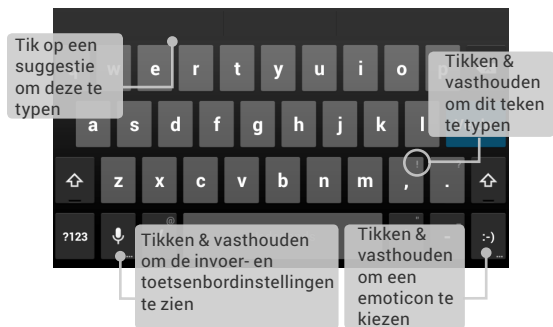 Tik op een
suggestie
om deze te
typen
w e r t y u i o p
Tikken &
vasthouden
om dit teken
te typen
a s d f g h j k l
z x c v b n m , ! . ?
?123 @ " - :-) ...
Tikken & vasthouden
om de invoer- en
toetsenbordinstellingen
te zien
Tikken &
vasthouden
om een
emoticon te
kiezen